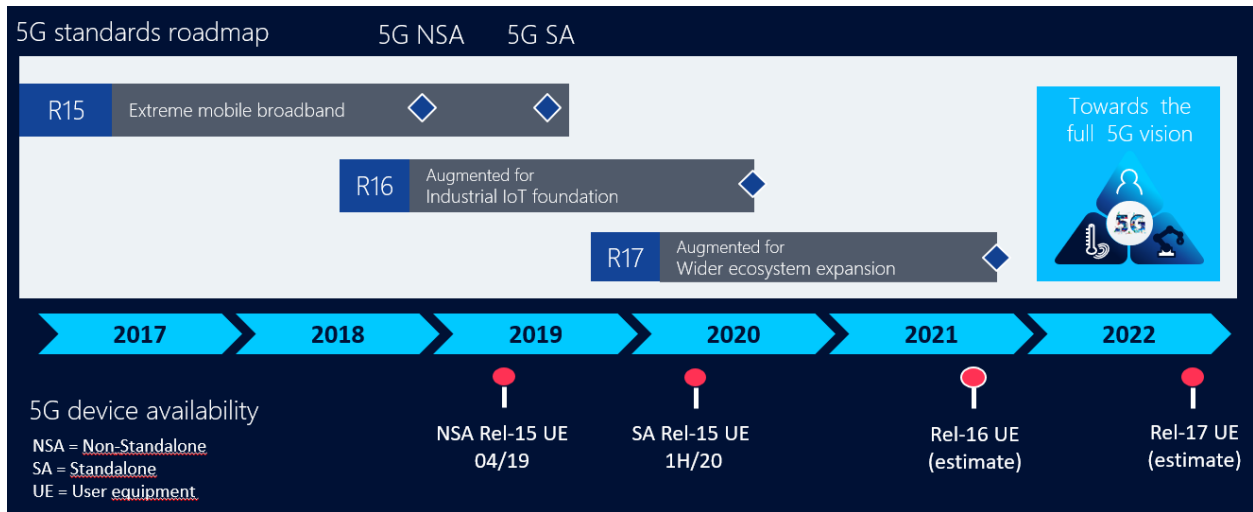 5G standards roadmap
5G NSA
5G SA
R15
Extreme mobile broadband
R16
Augmented for
Industrial IoT foundation
R17
Augmented for
Wider ecosystem expansion
Towards the
full 5G vision
5G
2017
2018
2019
2020
2021
2022
5G device availability
NSA = Non-Standalone
SA = Standalone
UE = User equipment
NSA Rel-15 UE
04/19
SA Rel-15 UE
1H/20
Rel-16 UE
(estimate)
Rel-17 UE
(estimate)